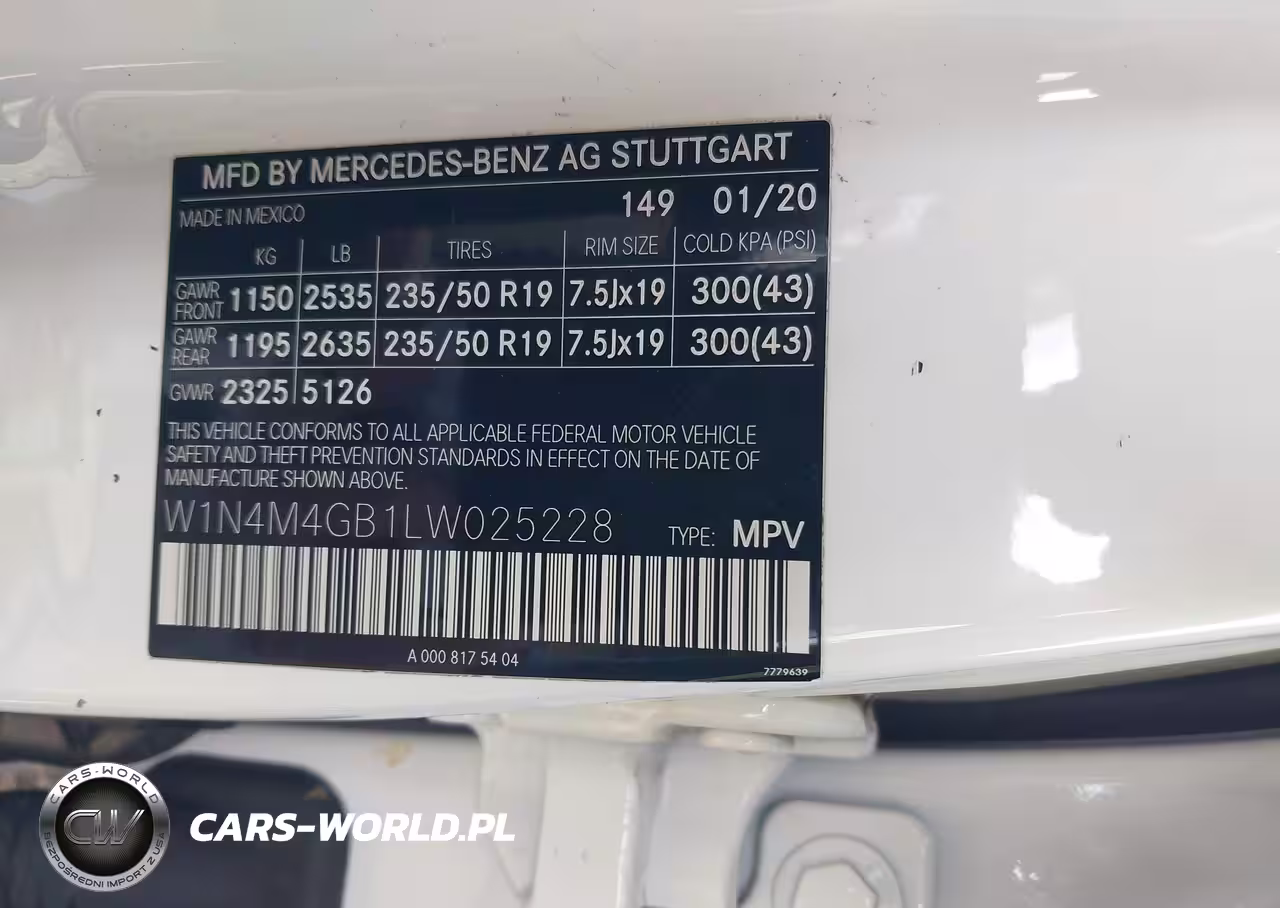 MFD BY MERCEDES-BENZ AG STUTTGART
MADE IN MEXICO 149 01/20
KG LB TIRES RIM SIZE COLD KPA (PSI)
GAWR FRONT 1150 2535 235/50 R19 7.5Jx19 300(43)
GAWR REAR 1195 2635 235/50 R19 7.5Jx19 300(43)
GVWR 2325 5126
THIS VEHICLE CONFORMS TO ALL APPLICABLE FEDERAL MOTOR VEHICLE
SAFETY AND THEFT PREVENTION STANDARDS IN EFFECT ON THE DATE OF
MANUFACTURE SHOWN ABOVE.
W1N4M4GB1LW025228 TYPE: MPV
A 000 817 54 04
7779639
CARS-WORLD
CW
BEZPOŚREDNI IMPORT Z USA
CARS-WORLD.PL